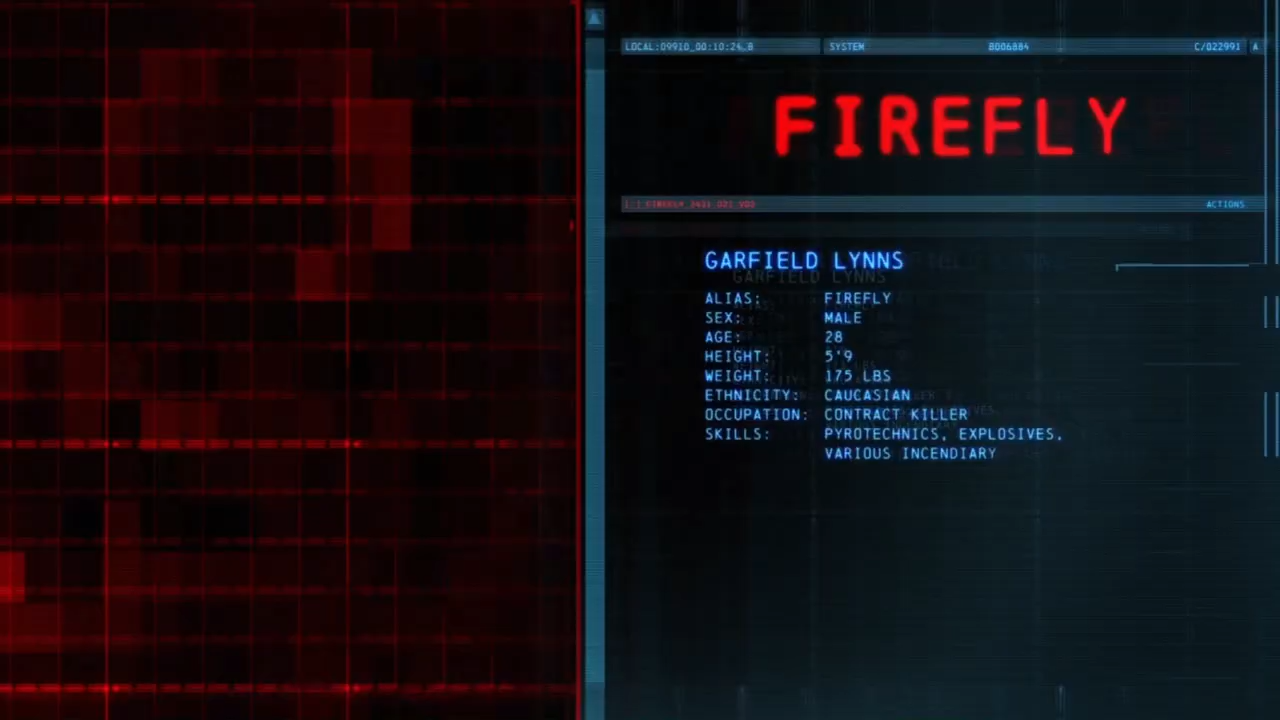 LOCAL:09910_00:10:24.8 SYSTEM 8006884 C/022991 A
FIREFLY
ACTIONS
GARFIELD LYNNS
ALIAS: FIREFLY
SEX: MALE
AGE: 28
HEIGHT: 5'9
WEIGHT: 175 LBS
ETHNICITY: CAUCASIAN
OCCUPATION: CONTRACT KILLER
SKILLS: PYROTECHNICS, EXPLOSIVES,
VARIOUS INCENDIARY